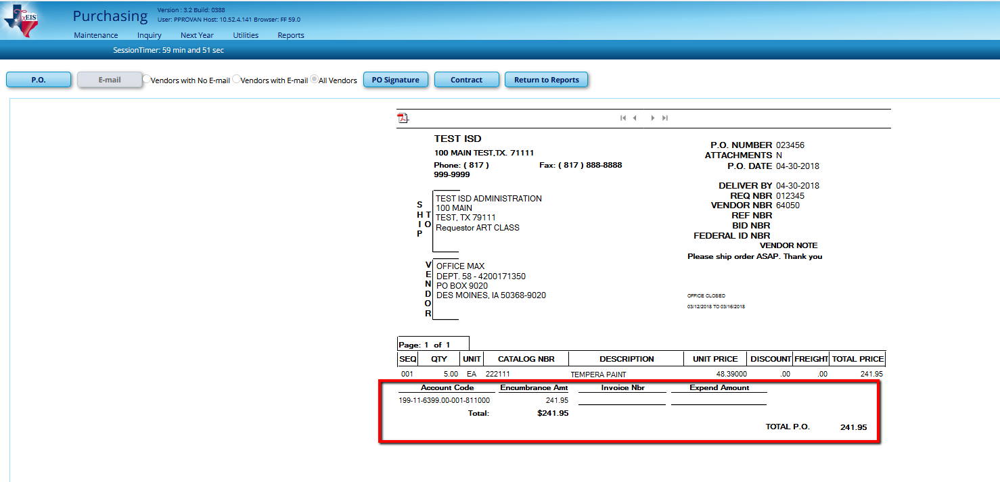 TxEIS
Purchasing
Version : 3.2 Build: 0388
User: PPROVAN Host: 10.52.4.141 Browser: FF 59.0
Maintenance Inquiry Next Year Utilities Reports
SessionTimer: 59 min and 51 sec
P.O. E-mail Vendors with No E-mail Vendors with E-mail All Vendors PO Signature Contract Return to Reports
TEST ISD
100 MAIN TEST,TX. 71111
Phone: ( 817 ) Fax: ( 817 ) 888-8888
999-9999
P.O. NUMBER 023456
ATTACHMENTS N
P.O. DATE 04-30-2018
DELIVER BY 04-30-2018
REQ NBR 012345
VENDOR NBR 64050
REF NBR
BID NBR
FEDERAL ID NBR
VENDOR NOTE
Please ship order ASAP. Thank you
SHIP TO
TEST ISD ADMINISTRATION
100 MAIN
TEST, TX 79111
Requestor ART CLASS
VENDOR
OFFICE MAX
DEPT. 58 - 4200171350
PO BOX 9020
DES MOINES, IA 50368-9020
OFFICE CLOSED
03/12/2018 TO 03/16/2018
Page: 1 of 1
SEQ QTY UNIT CATALOG NBR DESCRIPTION UNIT PRICE DISCOUNT FREIGHT TOTAL PRICE
001 5.00 EA 222111 TEMPERA PAINT 48.39000 .00 .00 241.95
Account Code Encumbrance Amt Invoice Nbr Expend Amount
199-11-6399.00-001-811000 241.95
Total: $241.95
TOTAL P.O. 241.95